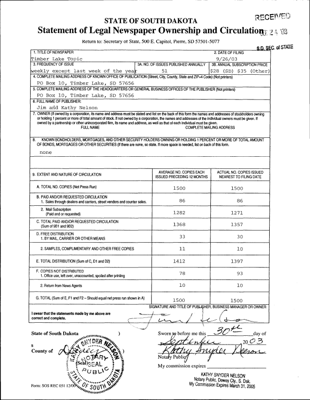 STATE OF SOUTH DAKOTA
Statement of Legal Newspaper Ownership and Circulation
RECEIVED
24 '03
S.D. SEC. of STATE
Return to: Secretary of State, 500 E. Capitol, Pierre, SD 57501-5077
1. TITLE OF NEWSPAPER
Timber Lake Topic
2. DATE OF FILING
9/26/03
3. FREQUENCY OF ISSUE
weekly except last week of the year
3A. NO. OF ISSUES PUBLISHED ANNUALLY
51
3B. ANNUAL SUBSCRIPTION PRICE
$28 (SD) $35 (Other)
4. COMPLETE MAILING ADDRESS OF KNOWN OFFICE OF PUBLICATION (Street, City, County, State and ZIP+4 Code) (Not printers)
PO Box 10, Timber Lake, SD 57656
5. COMPLETE MAILING ADDRESS OF THE HEADQUARTERS OF GENERAL BUSINESS OFFICES OF THE PUBLISHER (Not printers)
PO Box 10, Timber Lake, SD 57656
6. FULL NAME OF PUBLISHER:
Jim and Kathy Nelson
7. OWNER (If owned by a corporation, its name and address must be stated and list on the back of this form the names and addresses of stockholders owning
or holding 1 percent or more of total amount of stock. If not owned by a corporation, the names and addresses of the individual owners must be given. If
owned by a partnership or other unincorporated firm, its name and address, as well as that of each individual must be given.
FULL NAME
COMPLETE MAILING ADDRESS
8. KNOWN BONDHOLDERS, MORTGAGES, AND OTHER SECURITY HOLDERS OWNING OR HOLDING 1 PERCENT OR MORE OF TOTAL AMOUNT
OF BONDS, MORTGAGES OR OTHER SECURITIES (If there are none, so state. If more space is needed, list on back of this form)
none
9. EXTENT AND NATURE OF CIRCULATION
AVERAGE NO. COPIES EACH ISSUED PRECEDING 12 MONTHS
ACTUAL NO. COPIES ISSUED NEAREST TO FILING DATE
A. TOTAL NO. COPIES (Net Press Run) 1500 1500
B. PAID AND/OR REQUESTED CIRCULATION
1. Sales through dealers and carriers, street vendors and counter sales. 86 86
2. Mail Subscription
(Paid and or requested) 1282 1271
C. TOTAL PAID AND/OR REQUESTED CIRCULATION
(Sum of 9B1 and 9B2) 1368 1357
D. FREE DISTRIBUTION
1. BY MAIL, CARRIER OR OTHER MEANS 33 30
2. SAMPLES, COMPLIMENTARY AND OTHER FREE COPIES 11 10
E. TOTAL DISTRIBUTION (Sum of C, D1 and D2) 1412 1397
F. COPIES NOT DISTRIBUTED
1. Office use, left over, unaccounted, spoiled after printing 78 93
2. Return from News Agents 10 10
G. TOTAL (Sum of E, F1 and F2 - Should equal net press run shown in A) 1500 1500
I swear that the statements made by me above are
correct and complete.
SIGNATURE AND TITLE OF PUBLISHER, BUSINESS MANAGER OR OWNER
State of South Dakota )
County of Dewey )
Sworn to before me this 30th day of
September 2003
Kathy Snyder Nelson
Notary Public
My commission expires:
KATHY SNYDER NELSON
Notary Public, Dewey City, S. Dak.
My Commission Expires March 31, 2005
KATHY SNYDER NELSON
NOTARY
SEAL
PUBLIC
STATE OF SOUTH DAKOTA